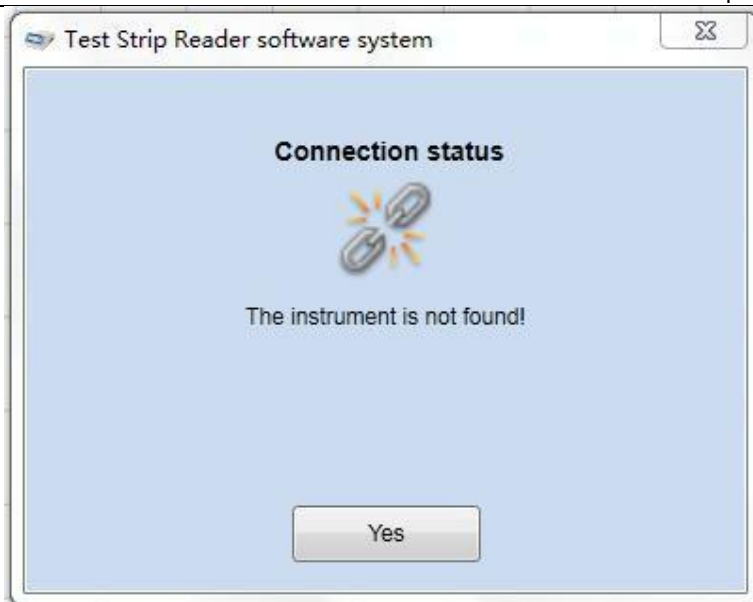 Test Strip Reader software system
Connection status
The instrument is not found!
Yes